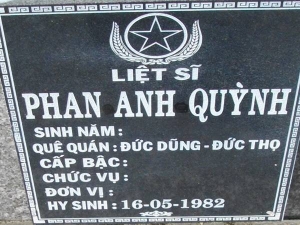 LIỆT SĨ
PHAN ANH QUỲNH
SINH NĂM :
QUÊ QUÁN : ĐỨC DŨNG - ĐỨC THỌ
CẤP BẬC :
CHỨC VỤ :
ĐƠN VỊ :
HY SINH : 16-05-1982